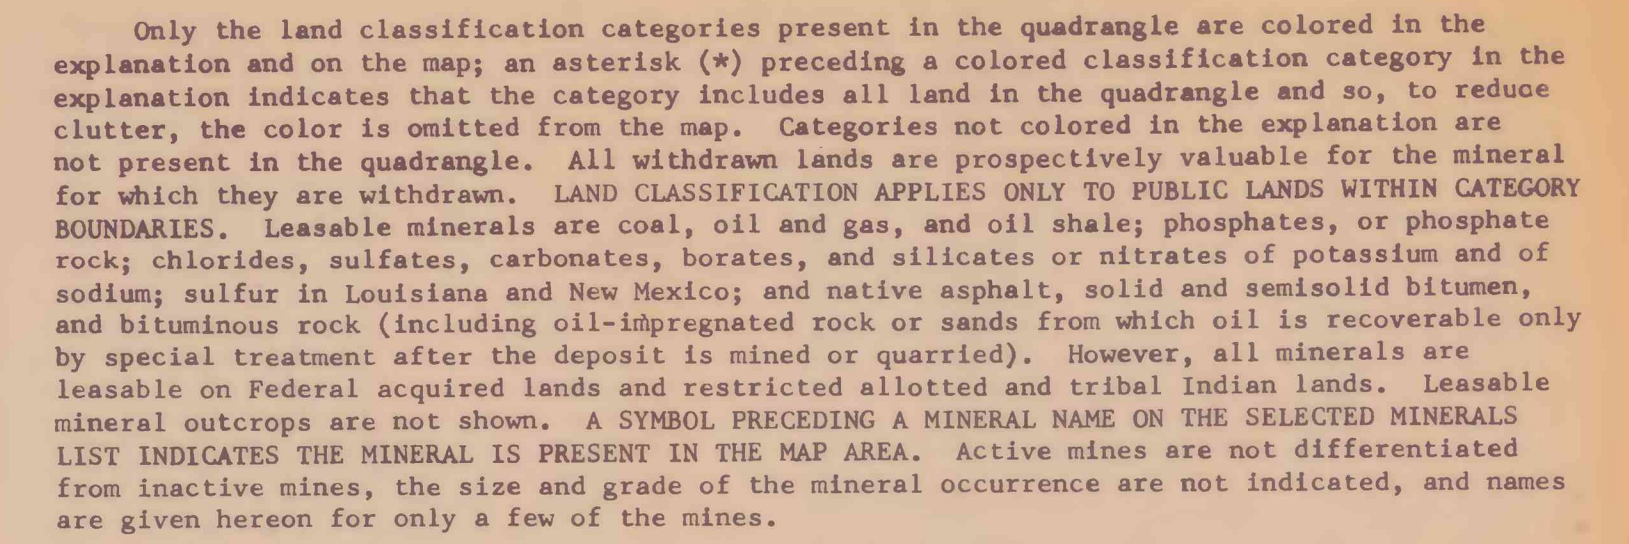 Only the land classification categories present in the quadrangle are colored in the
explanation and on the map; an asterisk (*) preceding a colored classification category in the
explanation indicates that the category includes all land in the quadrangle and so, to reduce
clutter, the color is omitted from the map.  Categories not colored in the explanation are
not present in the quadrangle.  All withdrawn lands are prospectively valuable for the mineral
for which they are withdrawn.  LAND CLASSIFICATION APPLIES ONLY TO PUBLIC LANDS WITHIN CATEGORY
BOUNDARIES.  Leasable minerals are coal, oil and gas, and oil shale; phosphates, or phosphate
rock; chlorides, sulfates, carbonates, borates, and silicates or nitrates of potassium and of
sodium; sulfur in Louisiana and New Mexico; and native asphalt, solid and semisolid bitumen,
and bituminous rock (including oil-impregnated rock or sands from which oil is recoverable only
by special treatment after the deposit is mined or quarried).  However, all minerals are
leasable on Federal acquired lands and restricted allotted and tribal Indian lands.  Leasable
mineral outcrops are not shown.  A SYMBOL PRECEDING A MINERAL NAME ON THE SELECTED MINERALS
LIST INDICATES THE MINERAL IS PRESENT IN THE MAP AREA.  Active mines are not differentiated
from inactive mines, the size and grade of the mineral occurrence are not indicated, and names
are given hereon for only a few of the mines.